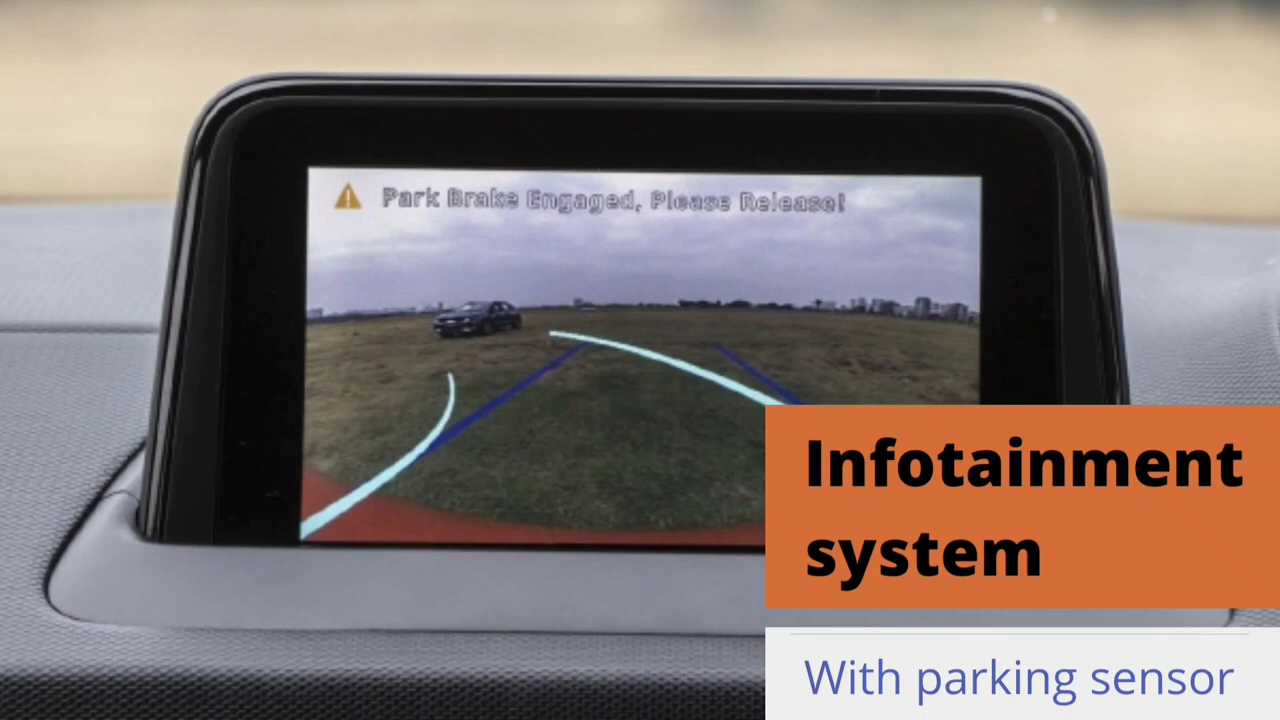 Park Brake Engaged, Please Release!
Infotainment
system
With parking sensor